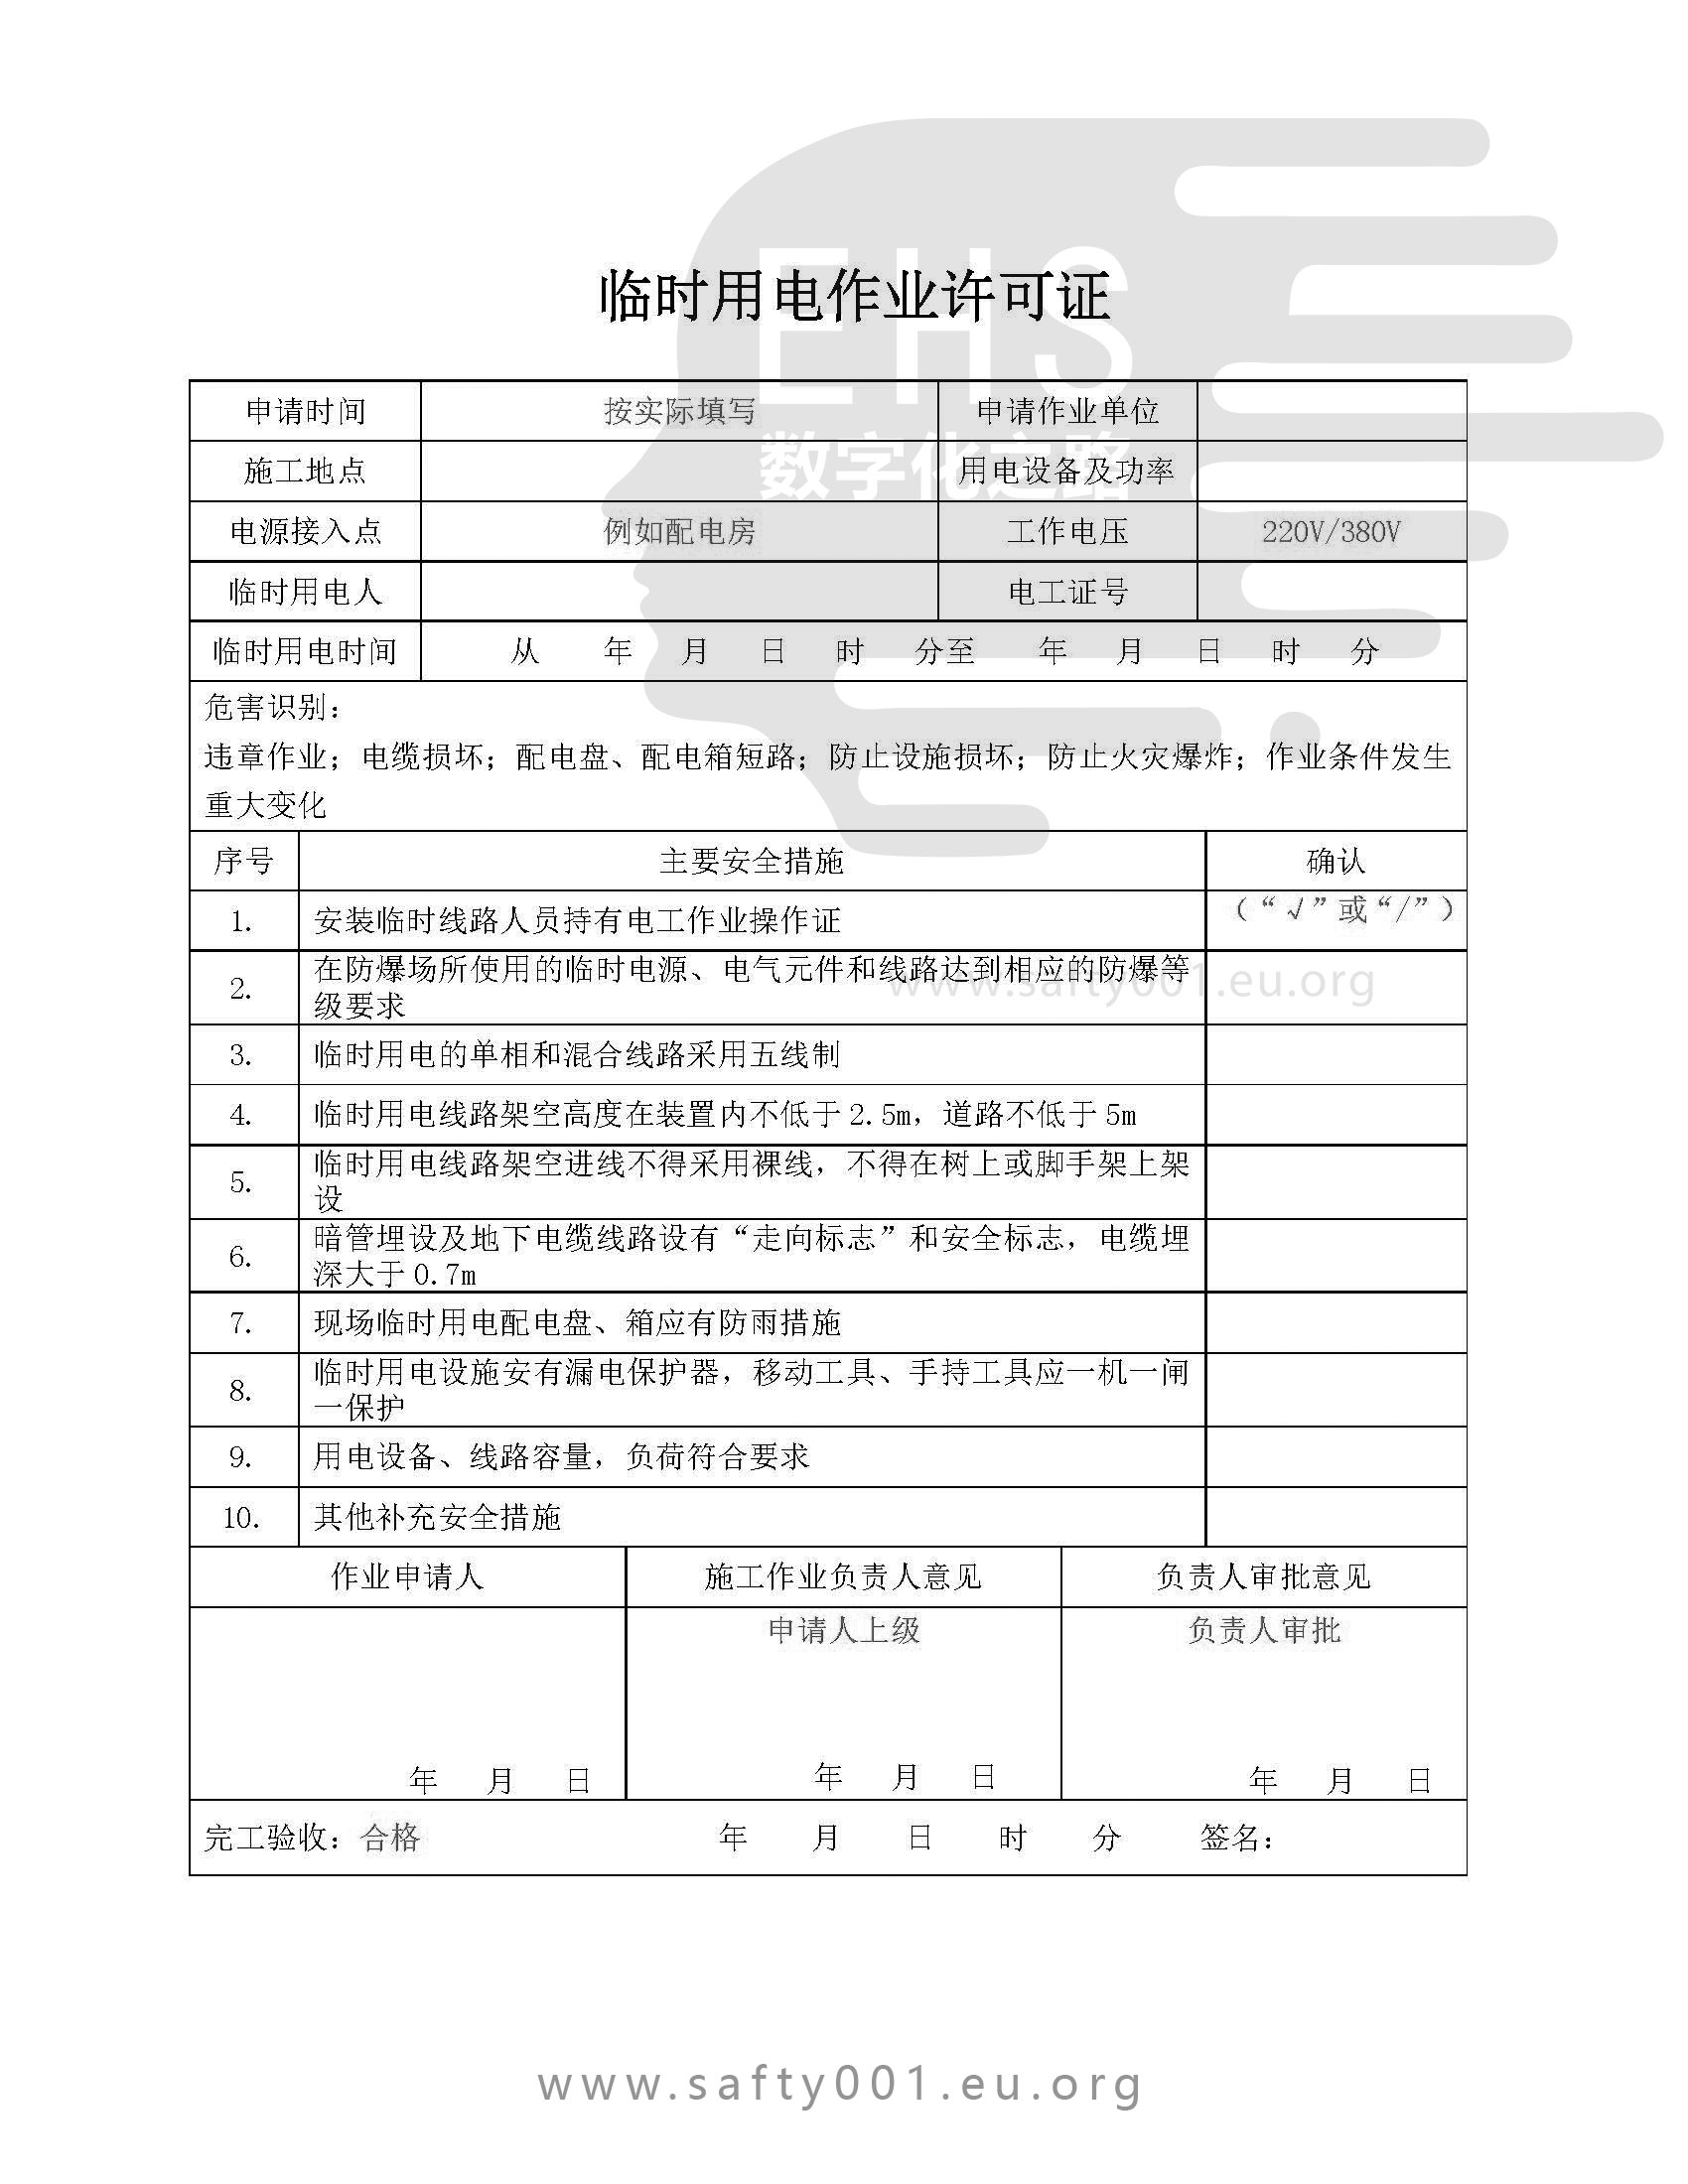 EHS
数字化之路
临时用电作业许可证
申请时间 按实际填写 申请作业单位
施工地点 用电设备及功率
电源接入点 例如配电房 工作电压 220V/380V
临时用电人 电工证号
临时用电时间 从 年 月 日 时 分至 年 月 日 时 分
危害识别：
违章作业；电缆损坏；配电盘、配电箱短路；防止设施损坏；防止火灾爆炸；作业条件发生
重大变化
序号 主要安全措施 确认
1. 安装临时线路人员持有电工作业操作证 （“√”或“/”）
2. 在防爆场所使用的临时电源、电气元件和线路达到相应的防爆等
级要求
www.safty001.eu.org
3. 临时用电的单相和混合线路采用五线制
4. 临时用电线路架空高度在装置内不低于 2.5m，道路不低于 5m
5. 临时用电线路架空进线不得采用裸线，不得在树上或脚手架上架
设
6. 暗管埋设及地下电缆线路设有“走向标志”和安全标志，电缆埋
深大于 0.7m
7. 现场临时用电配电盘、箱应有防雨措施
8. 临时用电设施安有漏电保护器，移动工具、手持工具应一机一闸
一保护
9. 用电设备、线路容量，负荷符合要求
10. 其他补充安全措施
作业申请人 施工作业负责人意见 负责人审批意见
申请人上级 负责人审批
年 月 日 年 月 日 年 月 日
完工验收：合格 年 月 日 时 分 签名：
www.safty001.eu.org